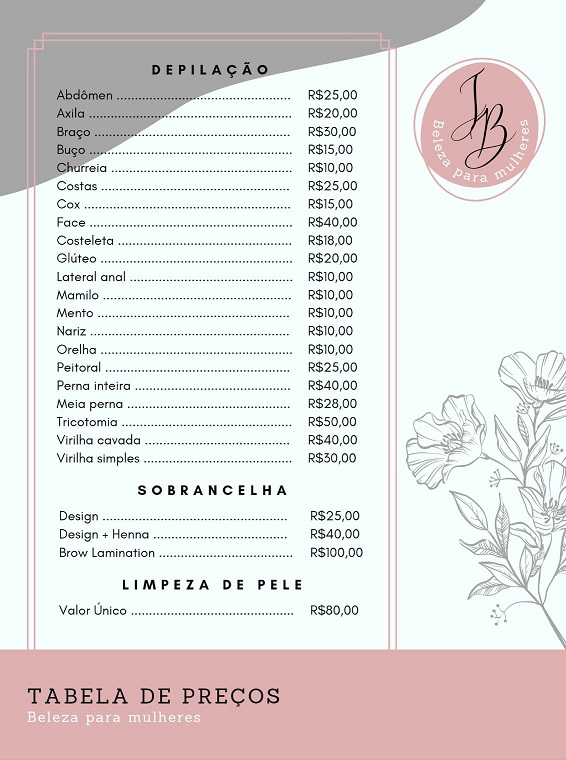 DEPILAÇÃO
Abdômen ........................................... R$25,00
Axila ................................................. R$20,00
Braço ................................................ R$30,00
Buço .................................................. R$15,00
Churreia ............................................. R$10,00
Costas ............................................... R$25,00
Cox ................................................... R$15,00
Face .................................................. R$40,00
Costeleta ........................................... R$18,00
Glúteo ............................................... R$20,00
Lateral anal ........................................ R$10,00
Mamilo .............................................. R$10,00
Mento ............................................... R$10,00
Nariz ................................................. R$10,00
Orelha ............................................... R$10,00
Peitoral ............................................. R$25,00
Perna inteira ....................................... R$40,00
Meia perna ......................................... R$28,00
Tricotomia .......................................... R$50,00
Virilha cavada .................................... R$40,00
Virilha simples ..................................... R$30,00
SOBRANCELHA
Design .............................................. R$25,00
Design + Henna ................................. R$40,00
Brow Lamination ................................. R$100,00
LIMPEZA DE PELE
Valor Único ........................................ R$80,00
JB
Beleza para mulheres
TABELA DE PREÇOS
Beleza para mulheres